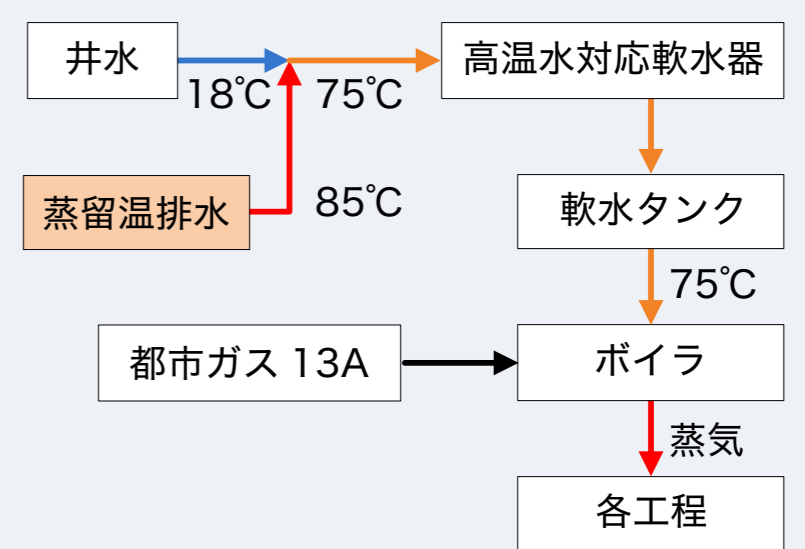 井水
18℃
75℃
高温水対応軟水器
蒸留温排水
85℃
軟水タンク
75℃
都市ガス 13A
ボイラ
蒸気
各工程